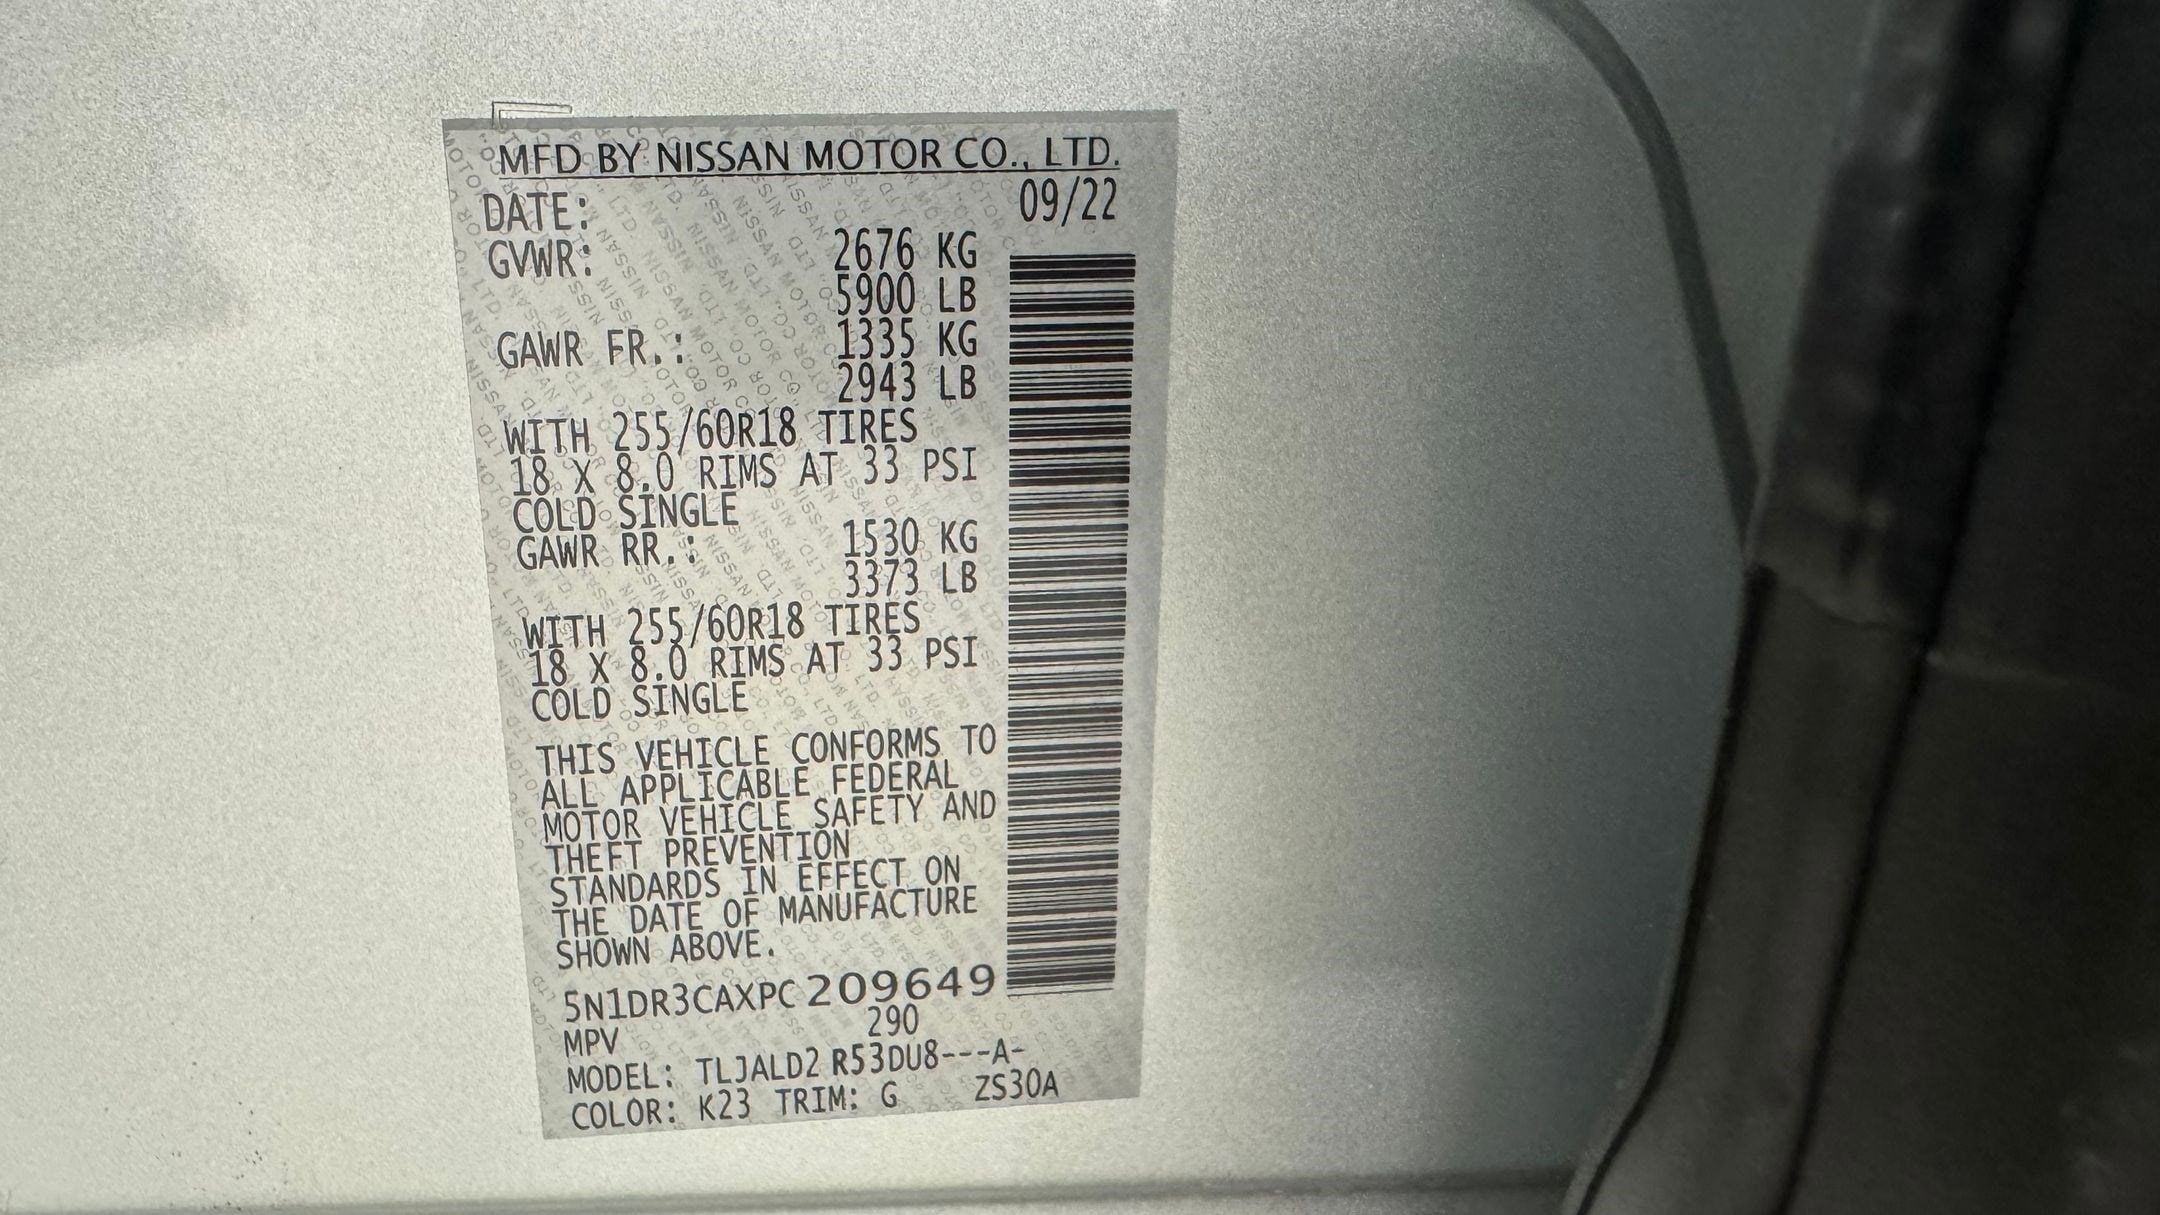 MFD BY NISSAN MOTOR CO., LTD.
DATE: 09/22
GVWR: 2676 KG
5900 LB
GAWR FR.: 1335 KG
2943 LB
WITH 255/60R18 TIRES
18 X 8.0 RIMS AT 33 PSI
COLD SINGLE
GAWR RR.: 1530 KG
3373 LB
WITH 255/60R18 TIRES
18 X 8.0 RIMS AT 33 PSI
COLD SINGLE
THIS VEHICLE CONFORMS TO
ALL APPLICABLE FEDERAL
MOTOR VEHICLE SAFETY AND
THEFT PREVENTION
STANDARDS IN EFFECT ON
THE DATE OF MANUFACTURE
SHOWN ABOVE.
5N1DR3CAXPC209649
MPV 290
MODEL: TLJALD2 R53DU8---A-
COLOR: K23 TRIM: G ZS30A